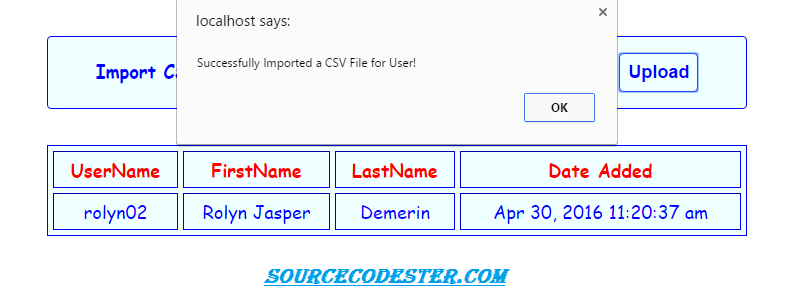 localhost says:
Successfully Imported a CSV File for User!
OK
Import C
Upload
UserName FirstName LastName Date Added
rolyn02 Rolyn Jasper Demerin Apr 30, 2016 11:20:37 am
SOURCECODESTER.COM